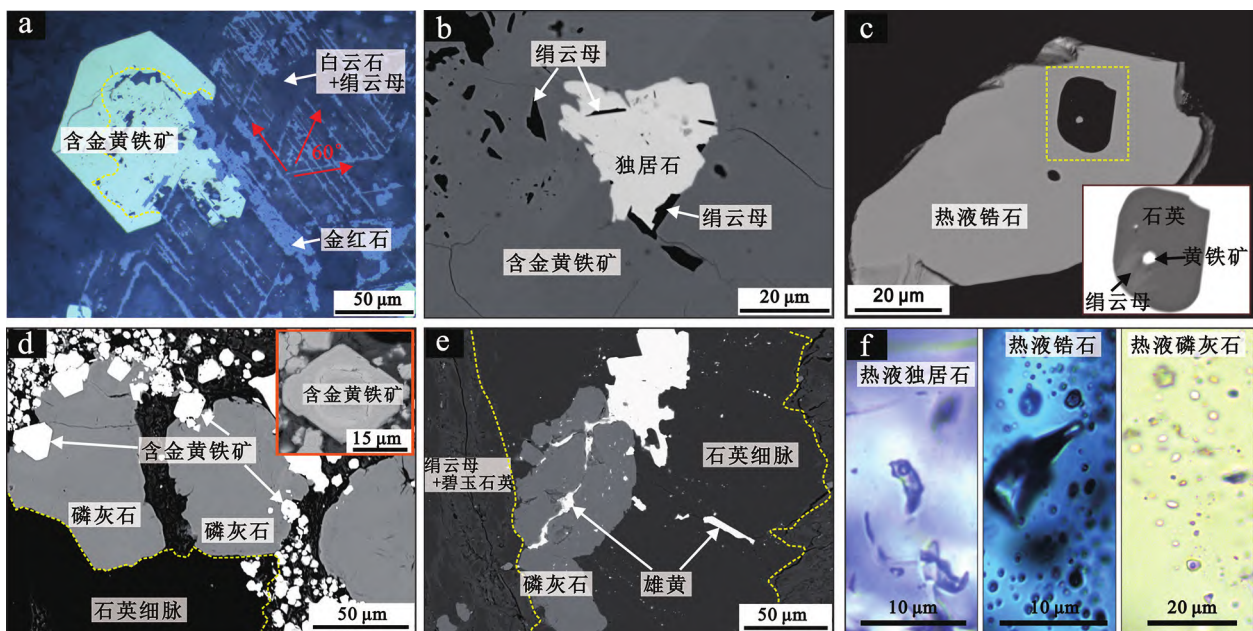 a
白云石
+绢云母
含金黄铁矿
60°
金红石
50 μm
b
绢云母
独居石
绢云母
含金黄铁矿
20 μm
c
热液锆石
石英
黄铁矿
绢云母
20 μm
d
含金黄铁矿
15 μm
含金黄铁矿
磷灰石
磷灰石
石英细脉
50 μm
e
绢云母
+碧玉石英
石英细脉
磷灰石
雄黄
50 μm
f
热液独居石
热液锆石
热液磷灰石
10 μm
10 μm
20 μm